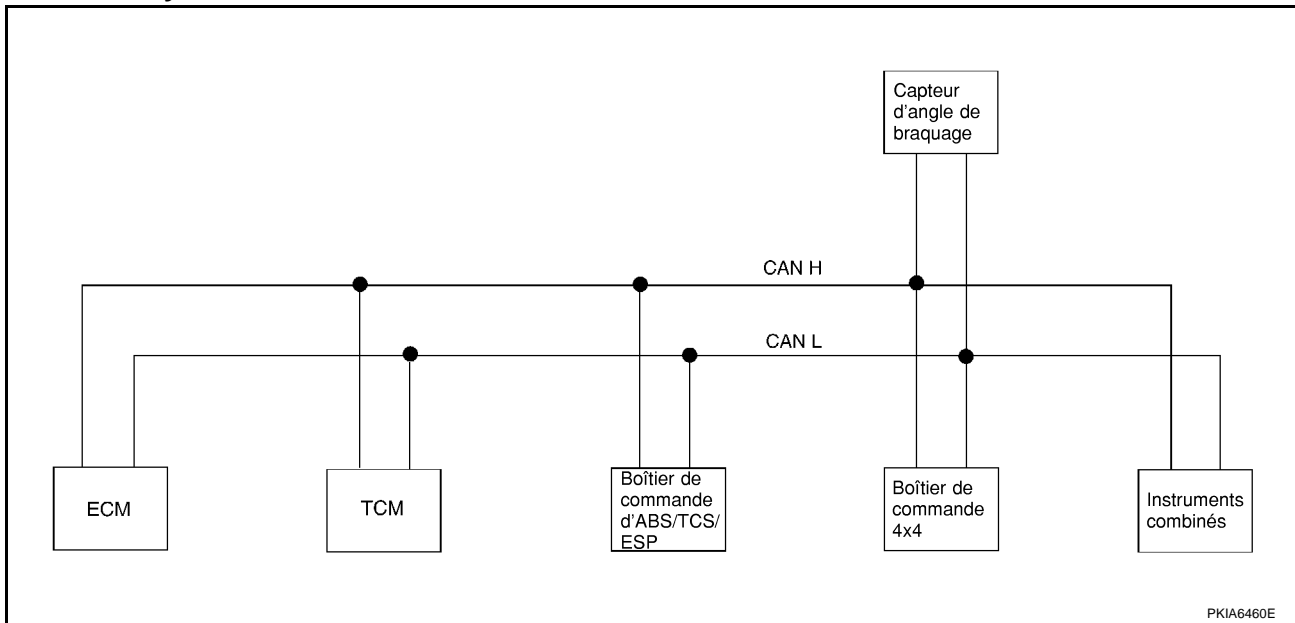 Capteur
d'angle de
braquage
CAN H
CAN L
ECM
TCM
Boîtier de
commande
d'ABS/TCS/
ESP
Boîtier de
commande
4x4
Instruments
combinés
PKIA6460E